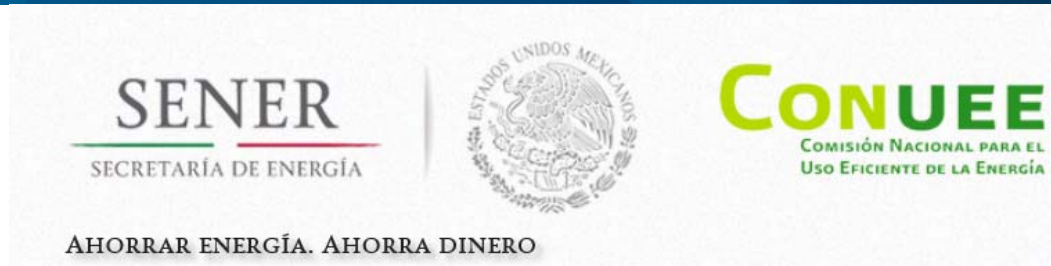 SENER
SECRETARÍA DE ENERGÍA
ESTADOS UNIDOS MEXICANOS
CONUEE
COMISIÓN NACIONAL PARA EL
USO EFICIENTE DE LA ENERGÍA
AHORRAR ENERGÍA. AHORRA DINERO